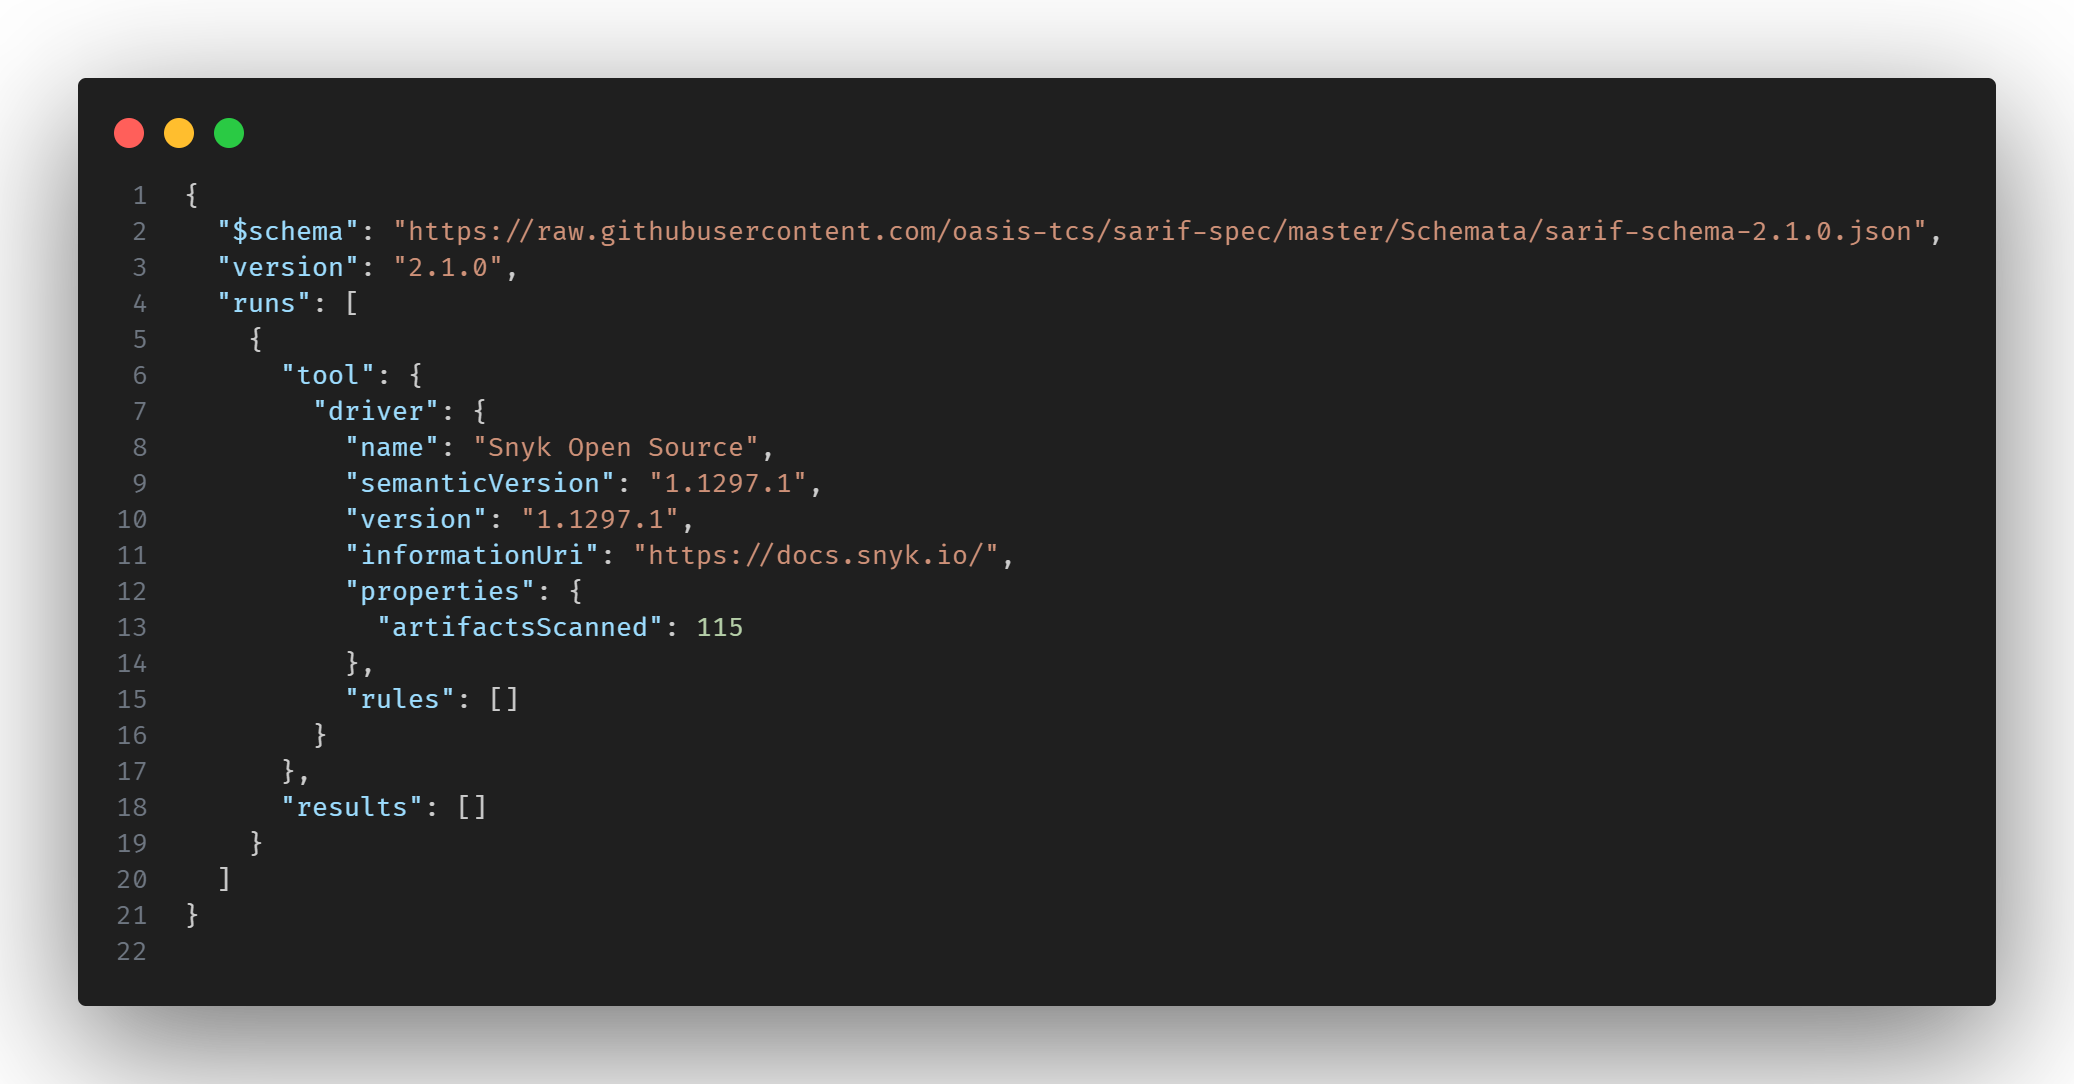 1 {
2   "$schema": "https://raw.githubusercontent.com/oasis-tcs/sarif-spec/master/Schemata/sarif-schema-2.1.0.json",
3   "version": "2.1.0",
4   "runs": [
5     {
6       "tool": {
7         "driver": {
8           "name": "Snyk Open Source",
9           "semanticVersion": "1.1297.1",
10           "version": "1.1297.1",
11           "informationUri": "https://docs.snyk.io/",
12           "properties": {
13             "artifactsScanned": 115
14           },
15           "rules": []
16         }
17       },
18       "results": []
19     }
20   ]
21 }
22